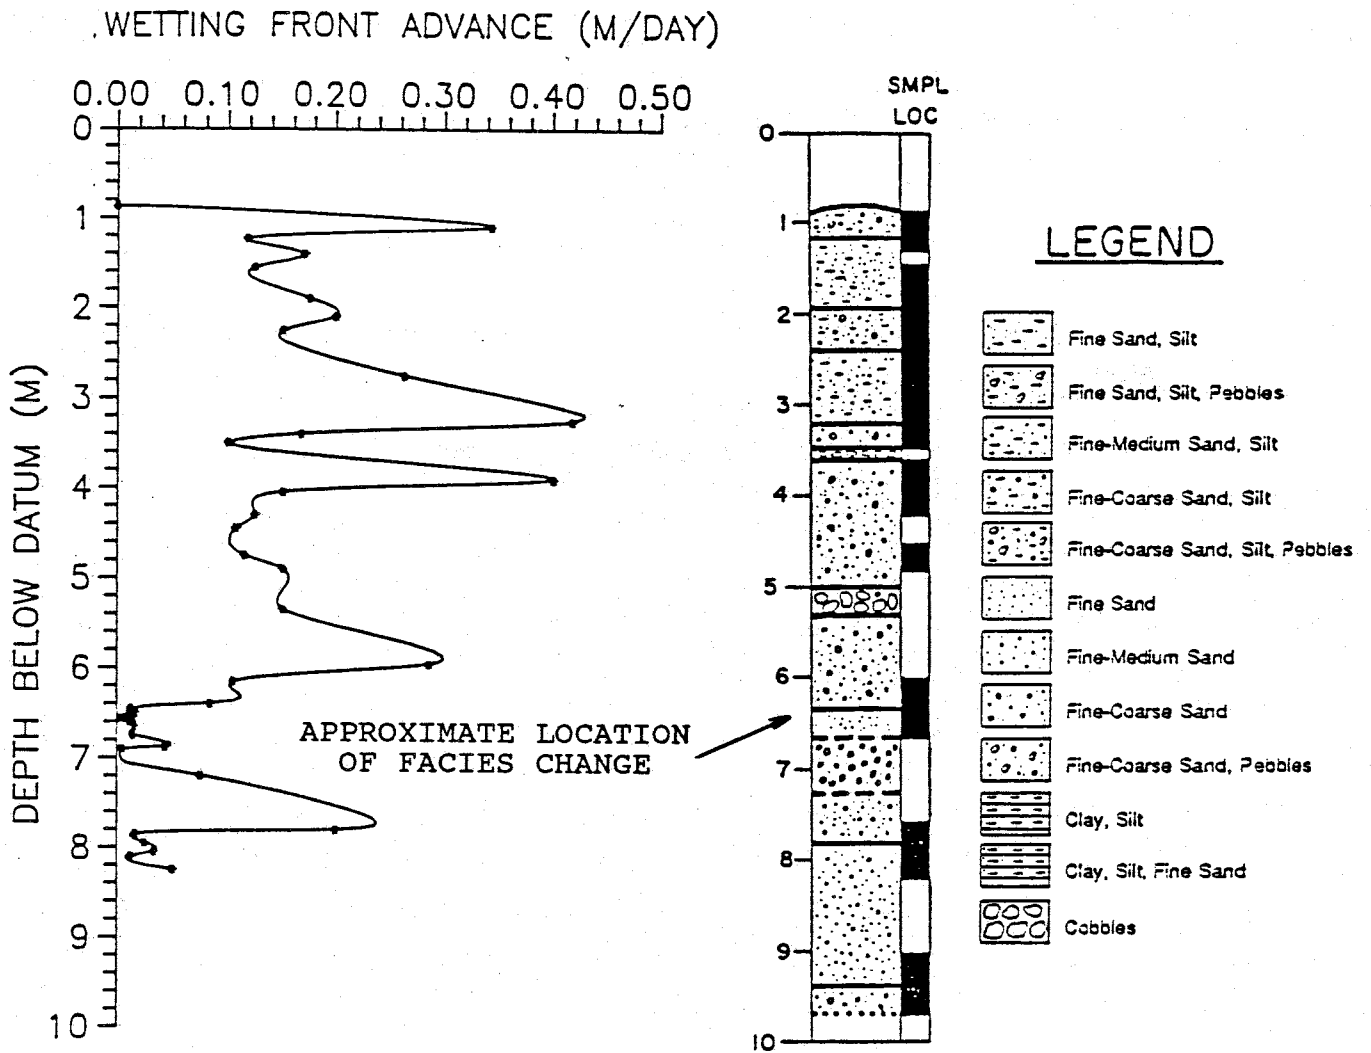 WETTING FRONT ADVANCE (M/DAY)
0.00 0.10 0.20 0.30 0.40 0.50
DEPTH BELOW DATUM (M)
0
1
2
3
4
5
6
7
8
9
10
APPROXIMATE LOCATION
OF FACIES CHANGE
SMPL
LOC
0
1
2
3
4
5
6
7
8
9
10
LEGEND
Fine Sand, Silt
Fine Sand, Silt, Pebbles
Fine-Medium Sand, Silt
Fine-Coarse Sand, Silt
Fine-Coarse Sand, Silt, Pebbles
Fine Sand
Fine-Medium Sand
Fine-Coarse Sand
Fine-Coarse Sand, Pebbles
Clay, Silt
Clay, Silt, Fine Sand
Cobbles